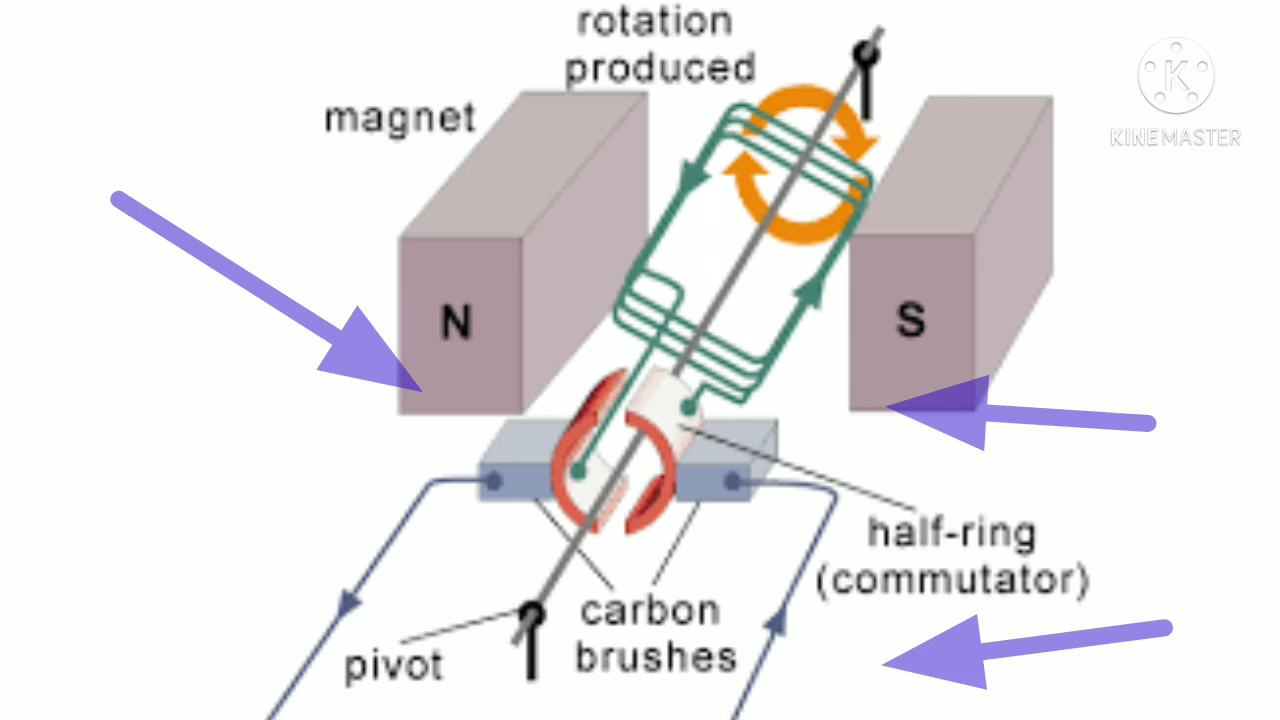 rotation
produced
magnet
K
KINEMASTER
N
S
half-ring
(commutator)
carbon
brushes
pivot